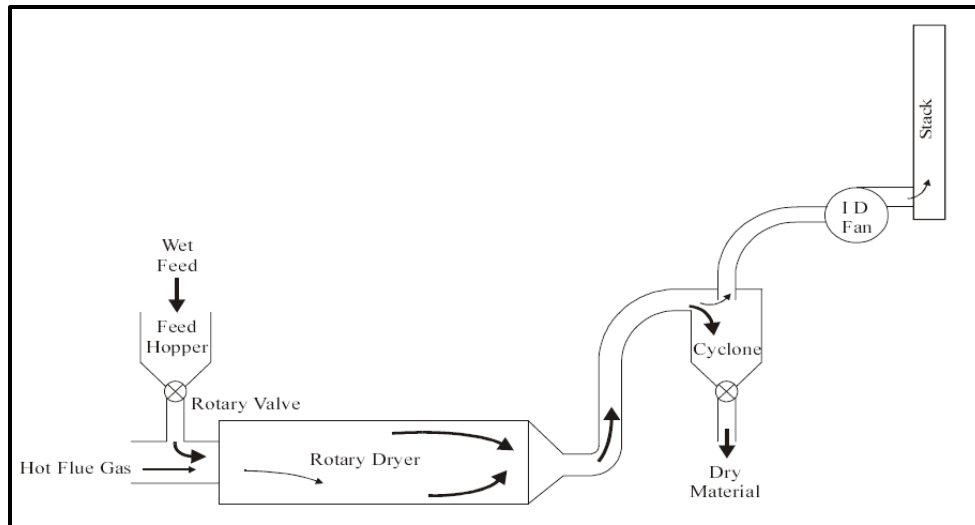 Wet
Feed
Feed
Hopper
Rotary Valve
Hot Flue Gas
Rotary Dryer
Cyclone
Dry
Material
I D
Fan
Stack